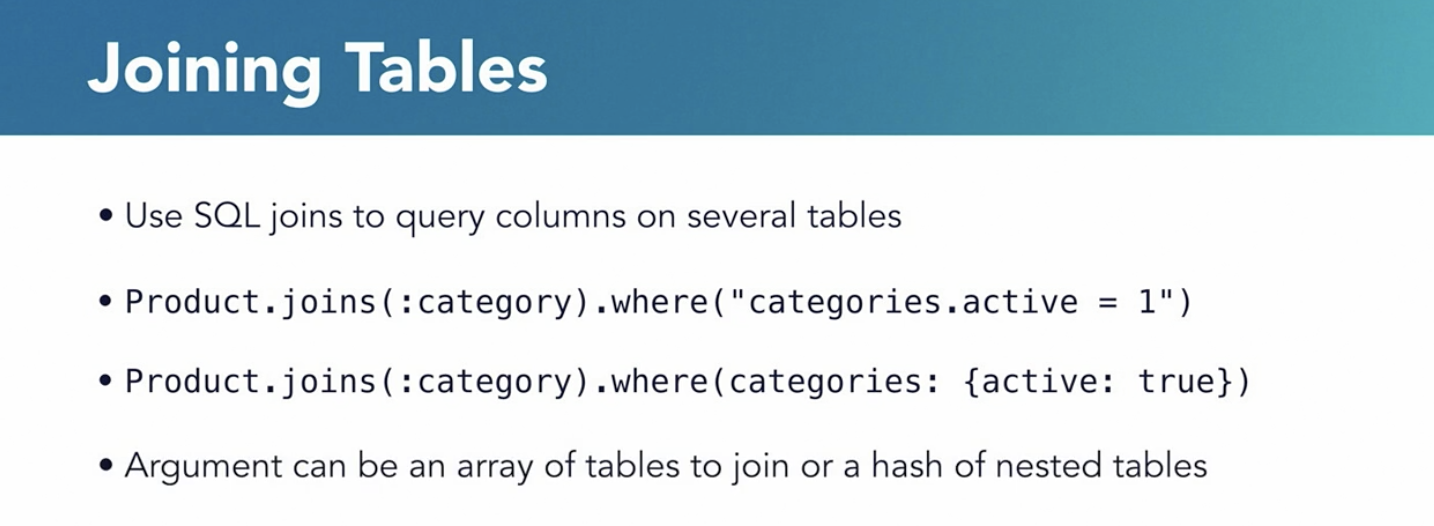 Joining Tables
• Use SQL joins to query columns on several tables
• Product.joins(:category).where("categories.active = 1")
• Product.joins(:category).where(categories: {active: true})
• Argument can be an array of tables to join or a hash of nested tables